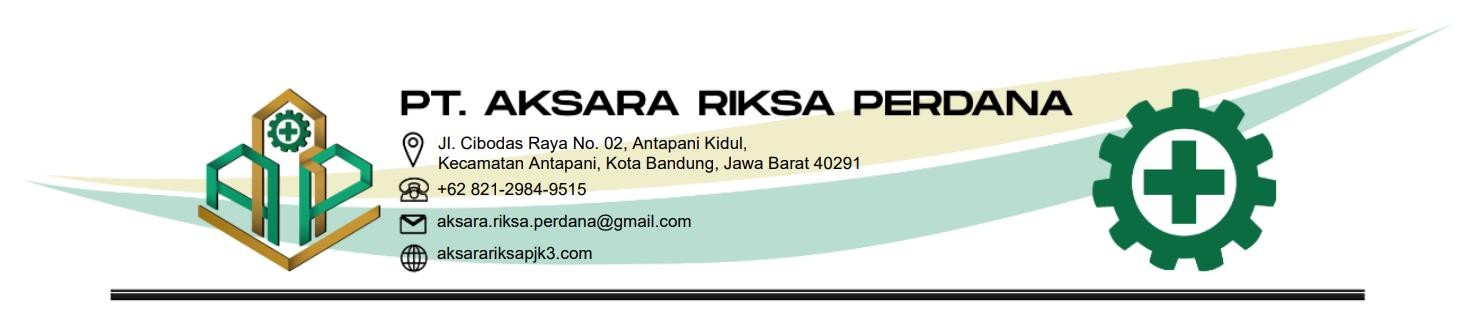 PT. AKSARA RIKSA PERDANA
Jl. Cibodas Raya No. 02, Antapani Kidul,
Kecamatan Antapani, Kota Bandung, Jawa Barat 40291
+62 821-2984-9515
aksara.riksa.perdana@gmail.com
aksarariksapjk3.com